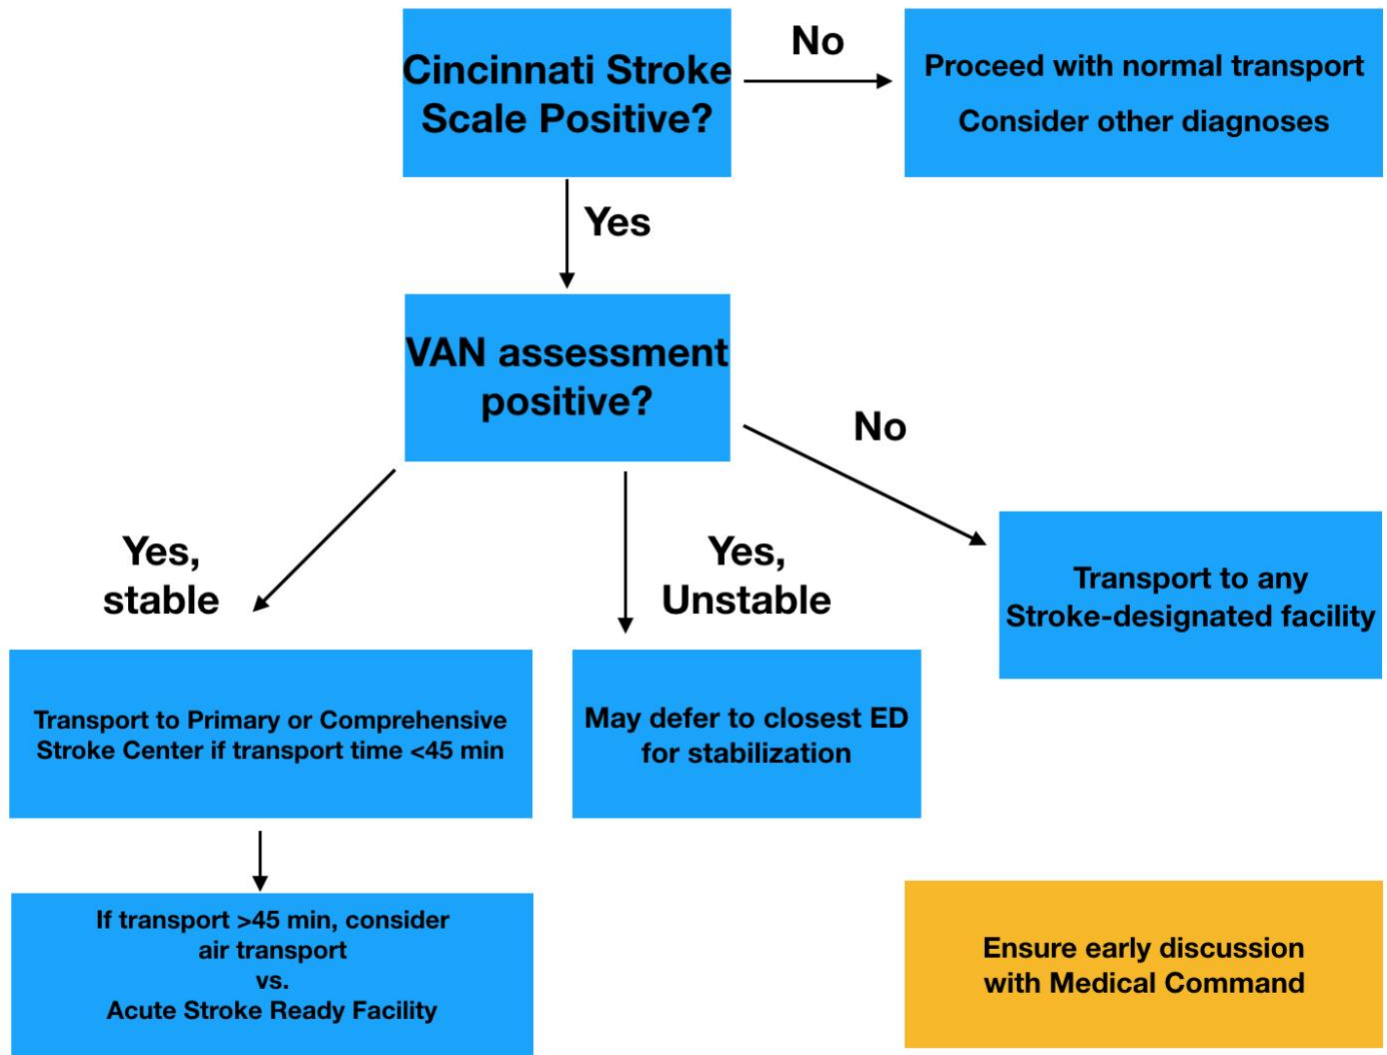 Cincinnati Stroke
Scale Positive?
No
Proceed with normal transport
Consider other diagnoses
Yes
VAN assessment
positive?
No
Yes,
stable
Yes,
Unstable
Transport to any
Stroke-designated facility
Transport to Primary or Comprehensive
Stroke Center if transport time <45 min
May defer to closest ED
for stabilization
If transport >45 min, consider
air transport
vs.
Acute Stroke Ready Facility
Ensure early discussion
with Medical Command